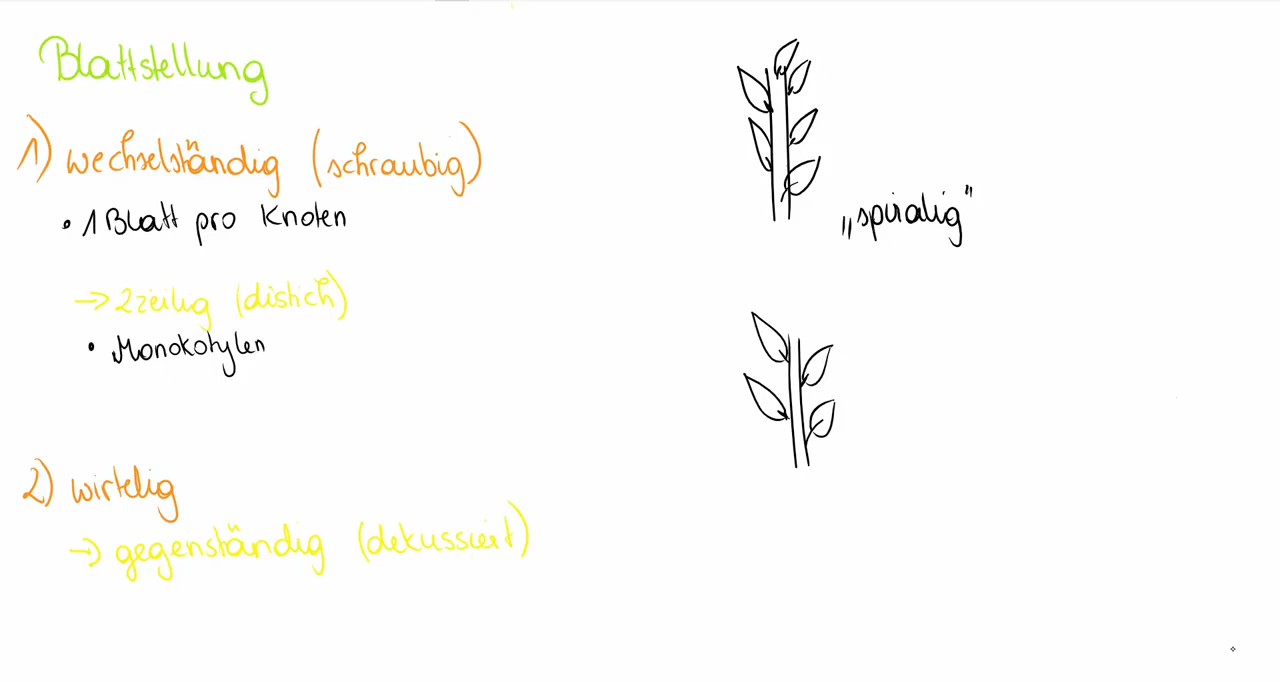 Blattstellung
1) wechselständig (schraubig)
• 1 Blatt pro Knoten
„spiralig"
→ 2zeilig (distich)
• Monokotylen
2) wirtelig
→ gegenständig (dekussiert)